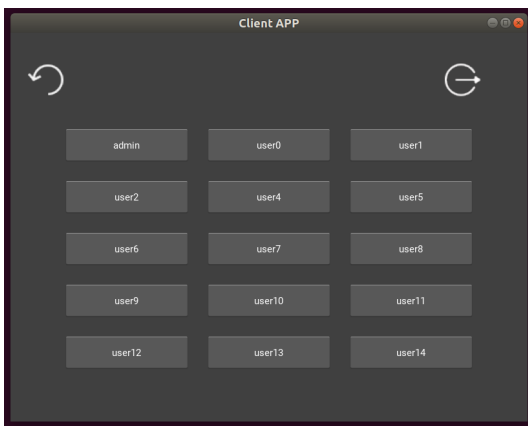 Client APP
admin user0 user1
user2 user4 user5
user6 user7 user8
user9 user10 user11
user12 user13 user14